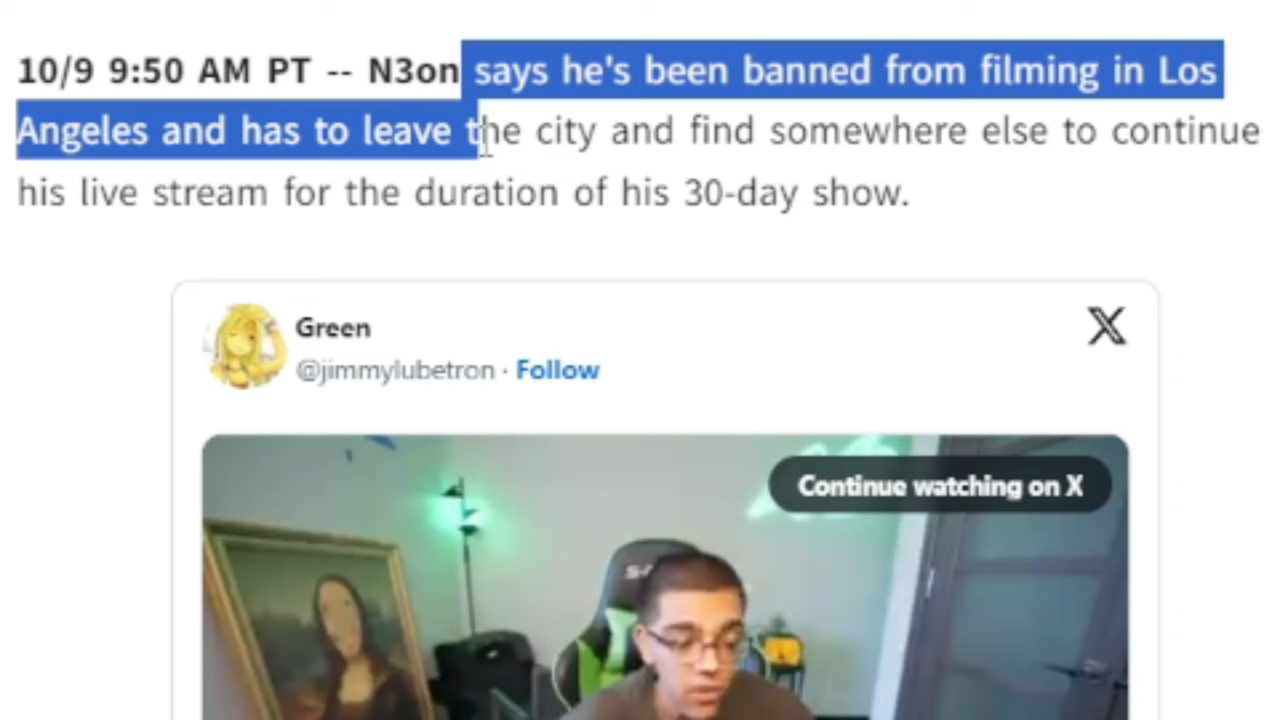 10/9 9:50 AM PT -- N3on says he's been banned from filming in Los
Angeles and has to leave the city and find somewhere else to continue
his live stream for the duration of his 30-day show.
Green
@jimmylubetron · Follow
Continue watching on X